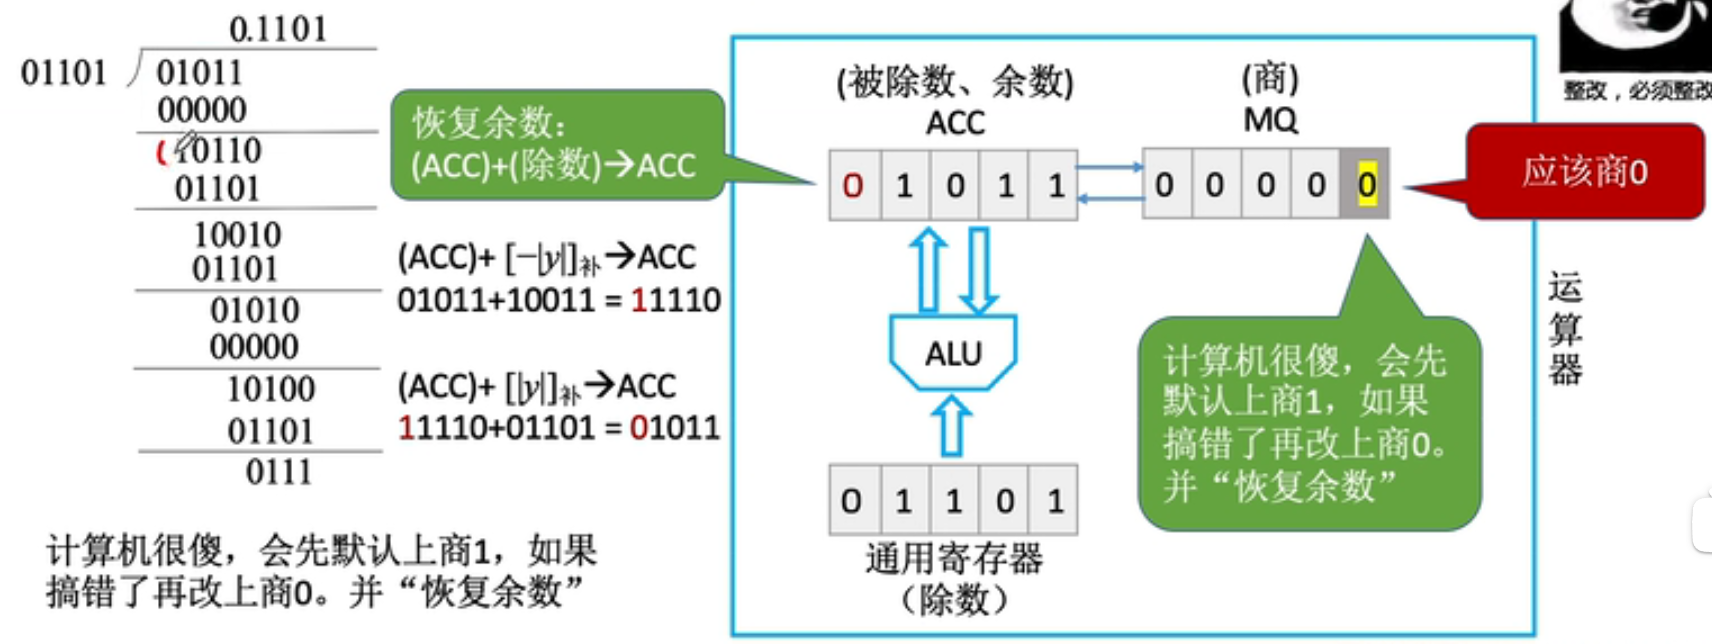 0.1101
01101
01011
00000
10110
01101
10010
01101
01010
00000
10100
01101
0111
恢复余数：
(ACC)+(除数)→ACC
(ACC)+ [−|y|]补→ACC
01011+10011 = 11110
(ACC)+ [|y|]补→ACC
11110+01101 = 01011
计算机很傻，会先默认上商1，如果
搞错了再改上商0。并“恢复余数”
(被除数、余数)
ACC
0 1 0 1 1
(商)
MQ
0 0 0 0 0
ALU
0 1 1 0 1
通用寄存器
（除数）
应该商0
计算机很傻，会先
默认上商1，如果
搞错了再改上商0。
并“恢复余数”
运
算
器
整改，必须整改